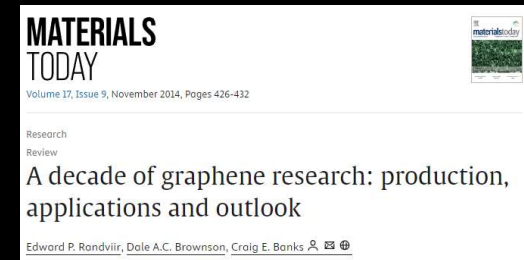 MATERIALS
TODAY
materialstoday
Volume 17, Issue 9, November 2014, Pages 426-432
Research
Review
A decade of graphene research: production,
applications and outlook
Edward P. Randviir, Dale A.C. Brownson, Craig E. Banks